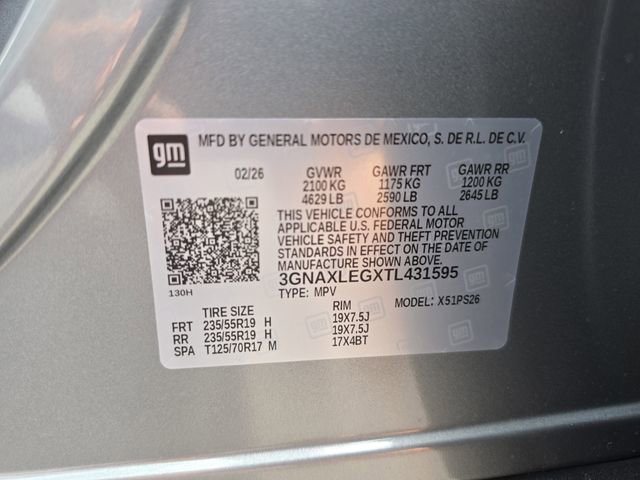 gm MFD BY GENERAL MOTORS DE MEXICO, S. DE R.L. DE C.V.
02/26 GVWR GAWR FRT GAWR RR
2100 KG 1175 KG 1200 KG
4629 LB 2590 LB 2645 LB
THIS VEHICLE CONFORMS TO ALL
APPLICABLE U.S. FEDERAL MOTOR
VEHICLE SAFETY AND THEFT PREVENTION
STANDARDS IN EFFECT ON THE DATE OF
MANUFACTURE SHOWN ABOVE.
3GNAXLEGXTL431595
130H TYPE: MPV MODEL: X51PS26
TIRE SIZE RIM
FRT 235/55R19 H 19X7.5J
RR 235/55R19 H 19X7.5J
SPA T125/70R17 M 17X4BT